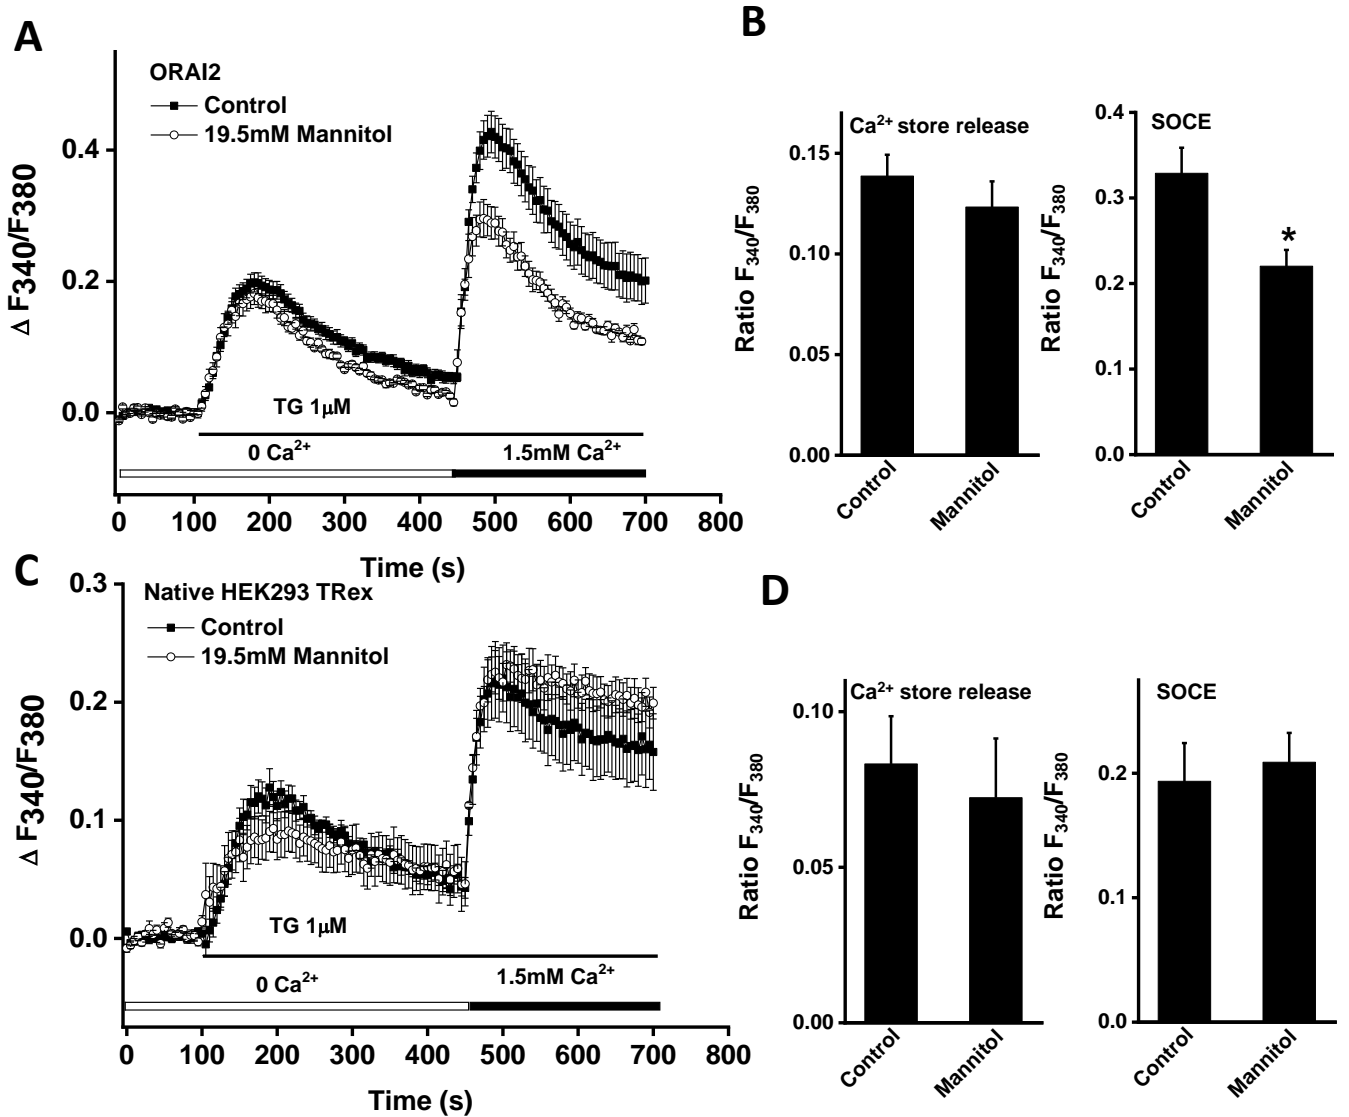 A
ORAI2
Control
19.5mM Mannitol
Δ F340/F380
0.4
0.2
0.0
TG 1µM
0 Ca2+
1.5mM Ca2+
0 100 200 300 400 500 600 700 800
Time (s)
B
Ca2+ store release
Ratio F340/F380
0.15
0.10
0.05
0.00
Control
Mannitol
SOCE
Ratio F340/F380
0.4
0.3
0.2
0.1
0.0
*
Control
Mannitol
C
Native HEK293 TRex
Control
19.5mM Mannitol
Δ F340/F380
0.3
0.2
0.1
0.0
TG 1µM
0 Ca2+
1.5mM Ca2+
0 100 200 300 400 500 600 700 800
Time (s)
D
Ca2+ store release
Ratio F340/F380
0.10
0.05
0.00
Control
Mannitol
SOCE
Ratio F340/F380
0.2
0.1
0.0
Control
Mannitol